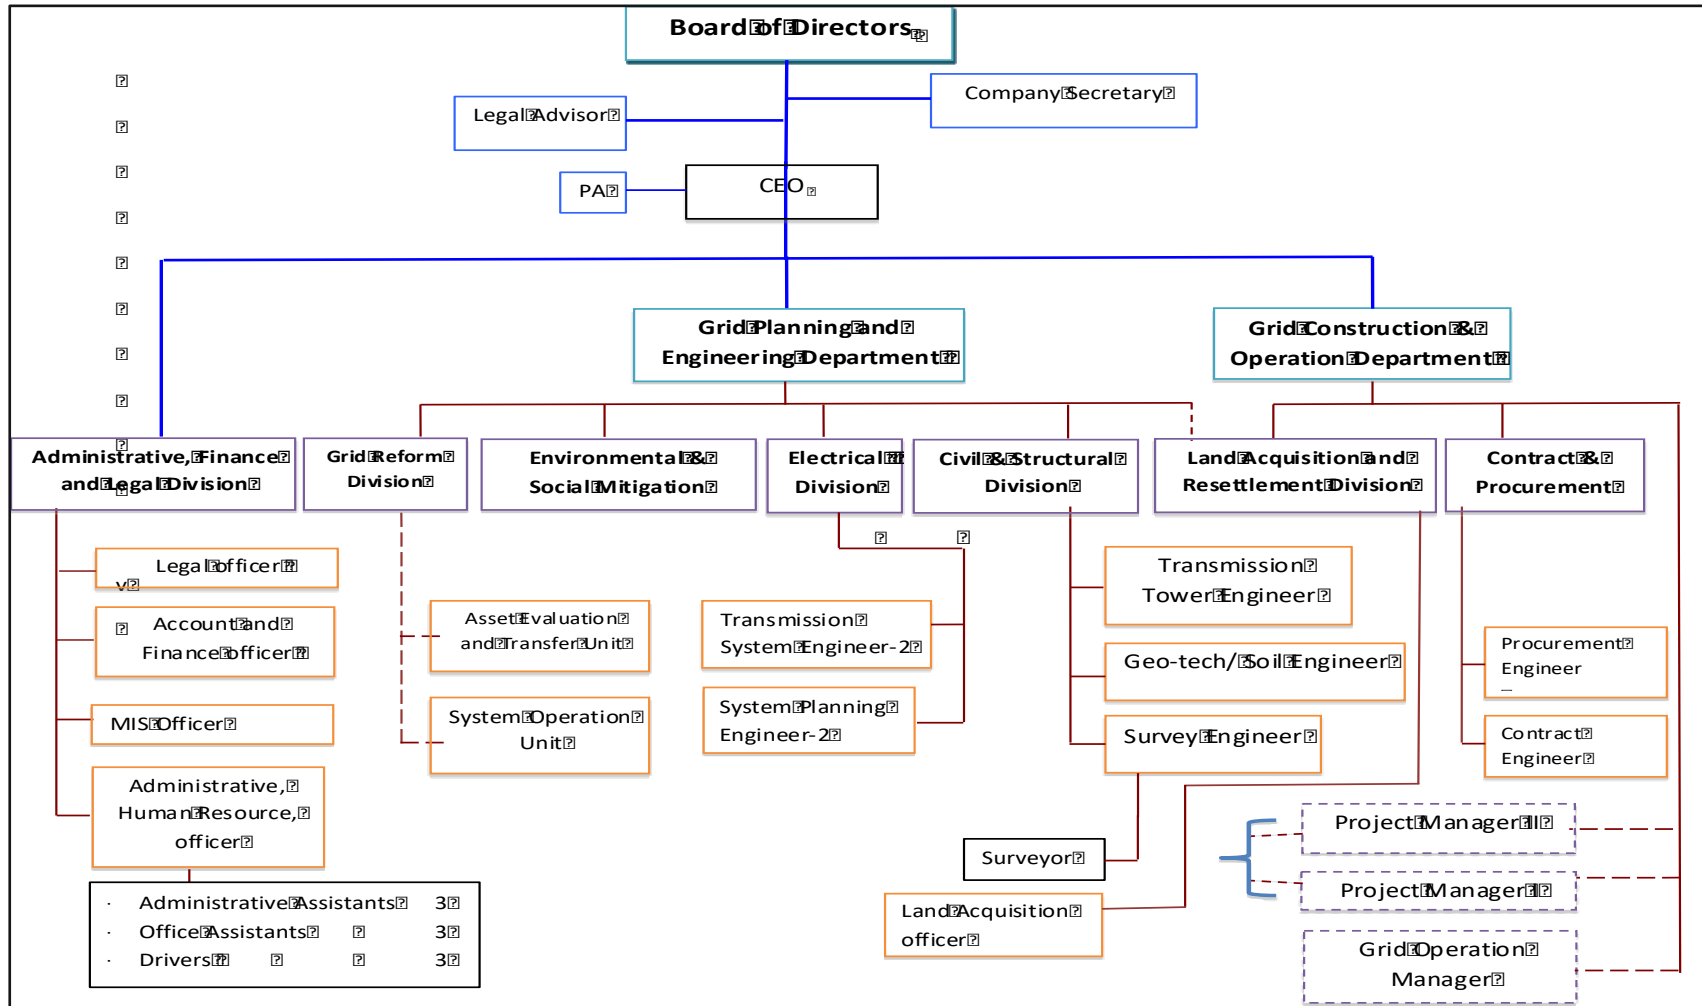 Board of Directors
Company Secretary
Legal Advisor
PA
CEO
Grid Planning and
Engineering Department
Grid Construction &
Operation Department
Administrative, Finance
and Legal Division
Grid Reform
Division
Environmental &
Social Mitigation
Electrical
Division
Civil & Structural
Division
Land Acquisition and
Resettlement Division
Contract &
Procurement
Legal officer
v
Account and
Finance officer
MIS Officer
Administrative,
Human Resource,
officer
· Administrative Assistants 3
· Office Assistants 3
· Drivers 3
Asset Evaluation
and Transfer Unit
System Operation
Unit
Transmission
System Engineer-2
System Planning
Engineer-2
Transmission
Tower Engineer
Geo-tech/ Soil Engineer
Survey Engineer
Surveyor
Land Acquisition
officer
Procurement
Engineer
Contract
Engineer
Project Manager II
Project Manager I
Grid Operation
Manager